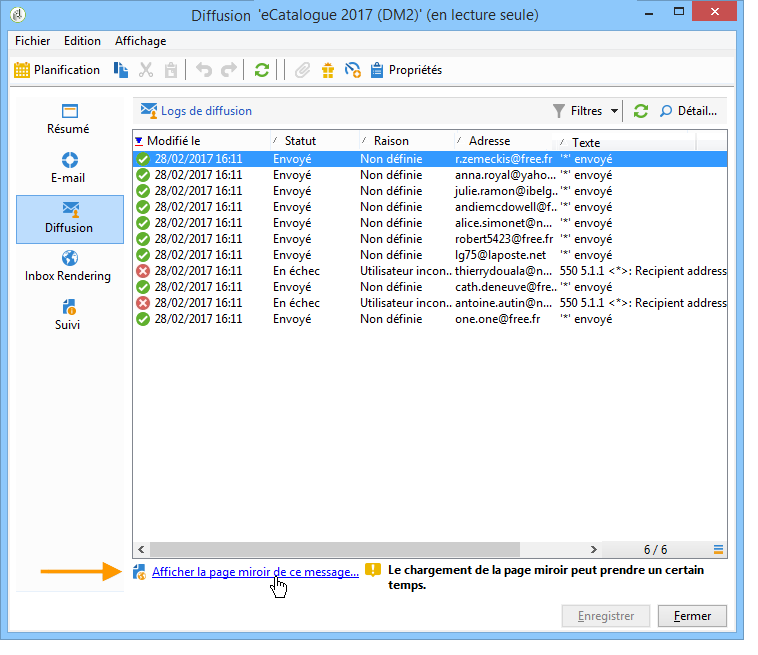 Diffusion 'eCatalogue 2017 (DM2)' (en lecture seule)
Fichier Edition Affichage
Planification Propriétés
Résumé
E-mail
Diffusion
Inbox Rendering
Suivi
Logs de diffusion Filtres Détail...
Modifié le Statut Raison Adresse Texte
28/02/2017 16:11 Envoyé Non définie r.zemeckis@free.fr '*' envoyé
28/02/2017 16:11 Envoyé Non définie anna.royal@yaho... '*' envoyé
28/02/2017 16:11 Envoyé Non définie julie.ramon@ibelg.. '*' envoyé
28/02/2017 16:11 Envoyé Non définie andiemcdowell@f.. '*' envoyé
28/02/2017 16:11 Envoyé Non définie alice.simonet@n... '*' envoyé
28/02/2017 16:11 Envoyé Non définie robert5423@free.fr '*' envoyé
28/02/2017 16:11 Envoyé Non définie lg75@laposte.net '*' envoyé
28/02/2017 16:11 En échec Utilisateur incon.. thierrydouala@n... 550 5.1.1 <*>: Recipient address
28/02/2017 16:11 Envoyé Non définie cath.deneuve@fre.. '*' envoyé
28/02/2017 16:11 En échec Utilisateur incon.. antoine.autin@n... 550 5.1.1 <*>: Recipient address
28/02/2017 16:11 Envoyé Non définie one.one@free.fr '*' envoyé
6 / 6
Afficher la page miroir de ce message...
Le chargement de la page miroir peut prendre un certain
temps.
Enregistrer Fermer